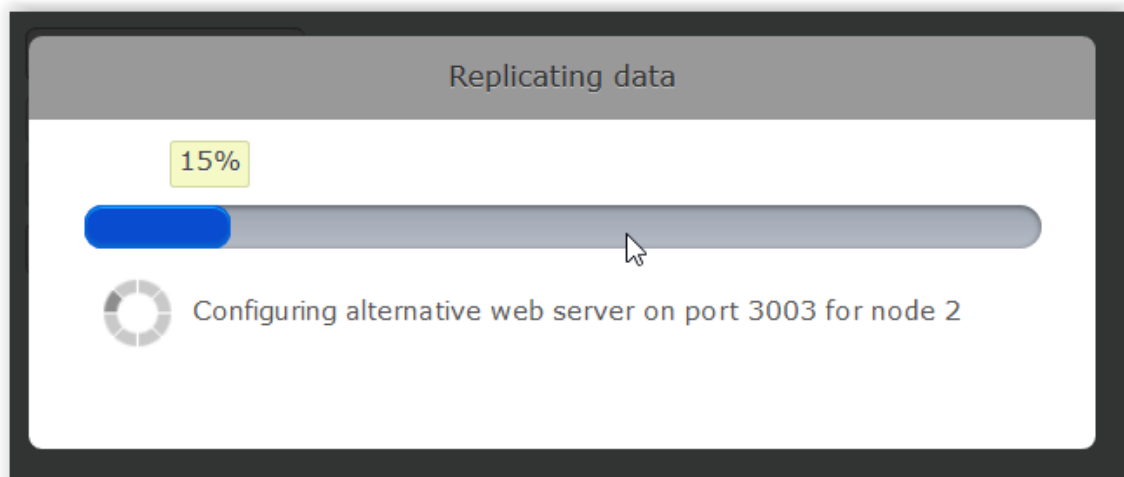 Replicating data
15%
Configuring alternative web server on port 3003 for node 2